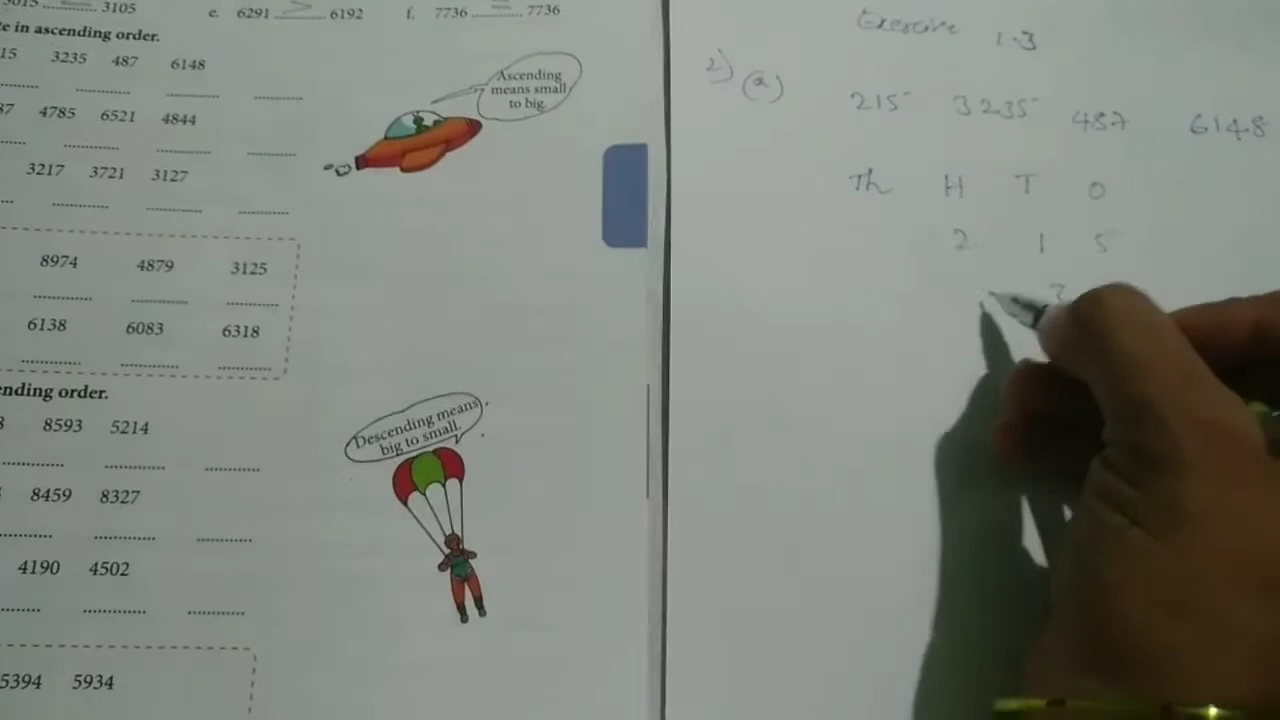 3105
e. 6291 > 6192 f. 7736 = 7736
e in ascending order.
15 3235 487 6148
Ascending
means small
to big.
37 4785 6521 4844
3217 3721 3127
8974 4879 3125
6138 6083 6318
nding order.
8593 5214
Descending means
big to small.
8459 8327
4190 4502
5394 5934
Exercise 1.3
2) (a) 215 3235 487 6148
Th H T O
2 1 5